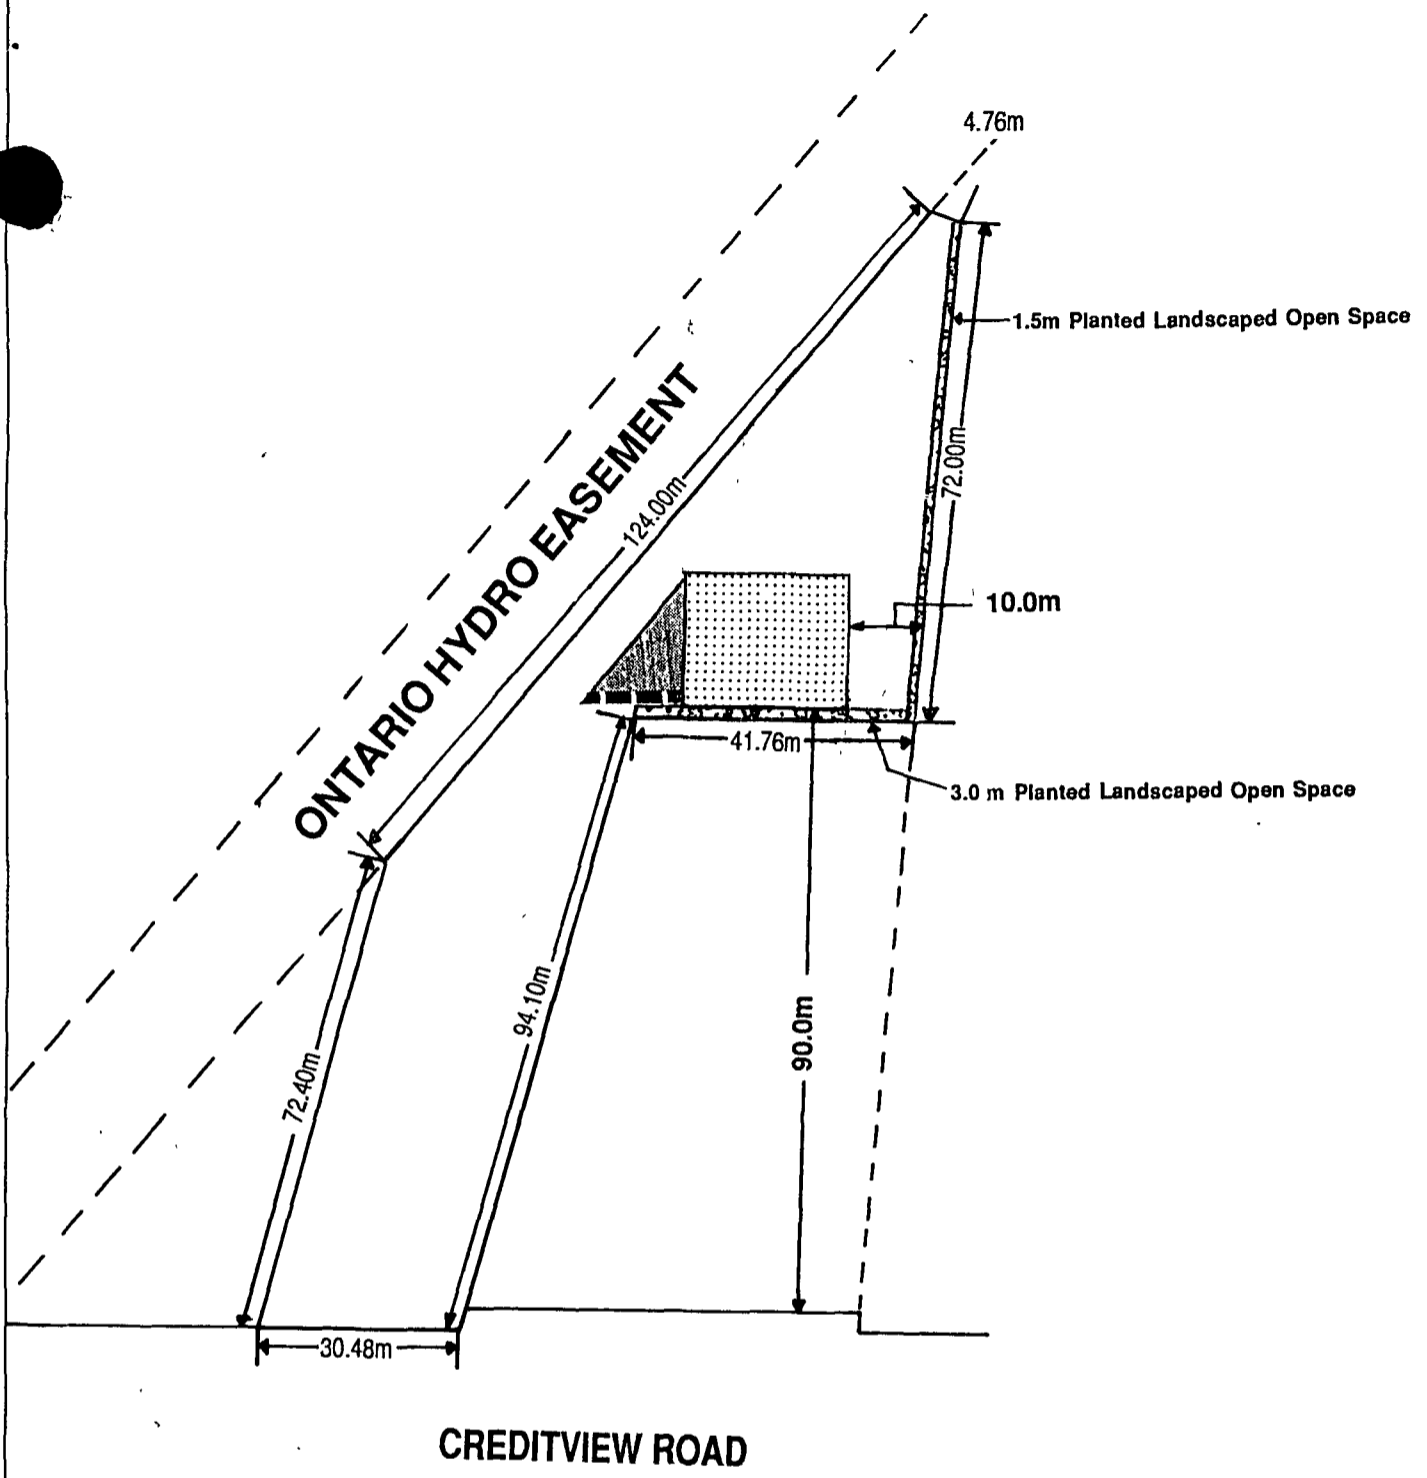 4.76m
1.5m Planted Landscaped Open Space
72.00m
ONTARIO HYDRO EASEMENT
124.00m
10.0m
41.76m
3.0 m Planted Landscaped Open Space
94.10m
90.0m
72.40m
30.48m
CREDITVIEW ROAD